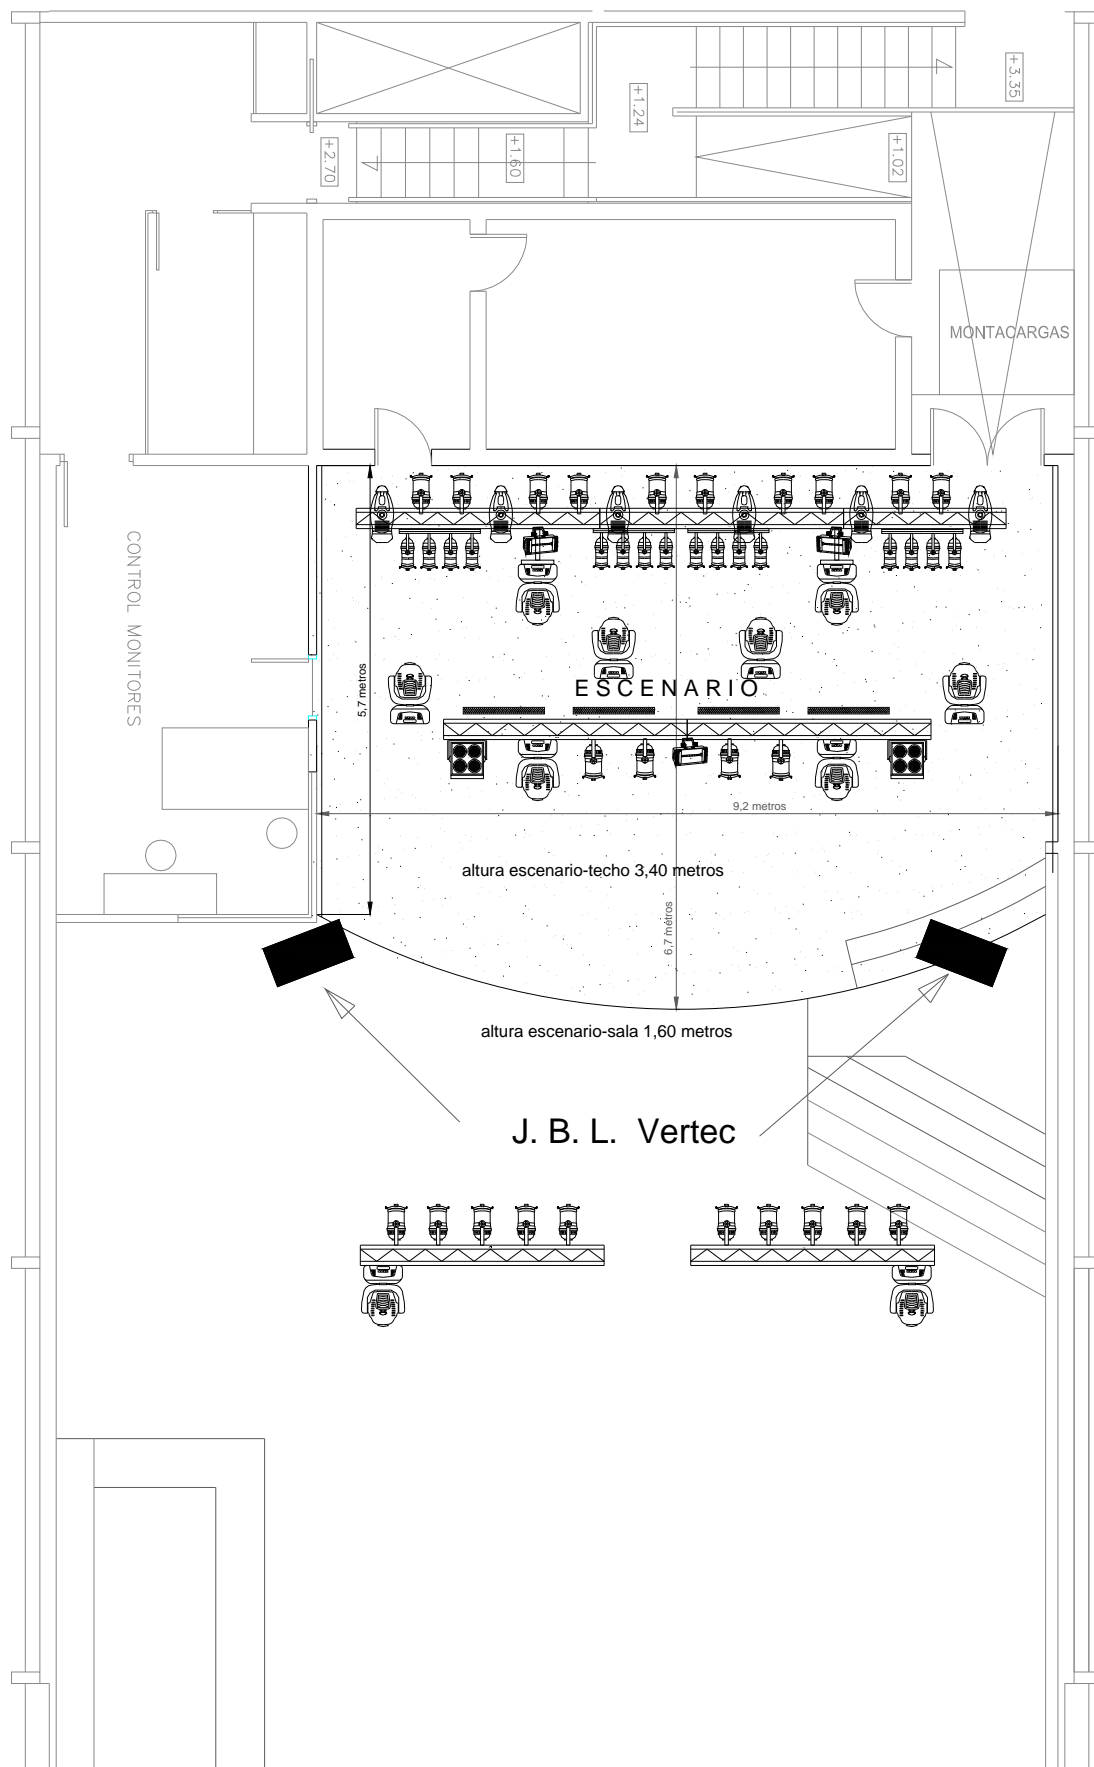 +3.35
+1.24
+2.70
+1.60
+1.02
MONTACARGAS
CONTROL MONITORES
ESCENARIO
5,7 metros
9,2 metros
altura escenario-techo 3,40 metros
6,7 métros
altura escenario-sala 1,60 metros
J. B. L. Vertec